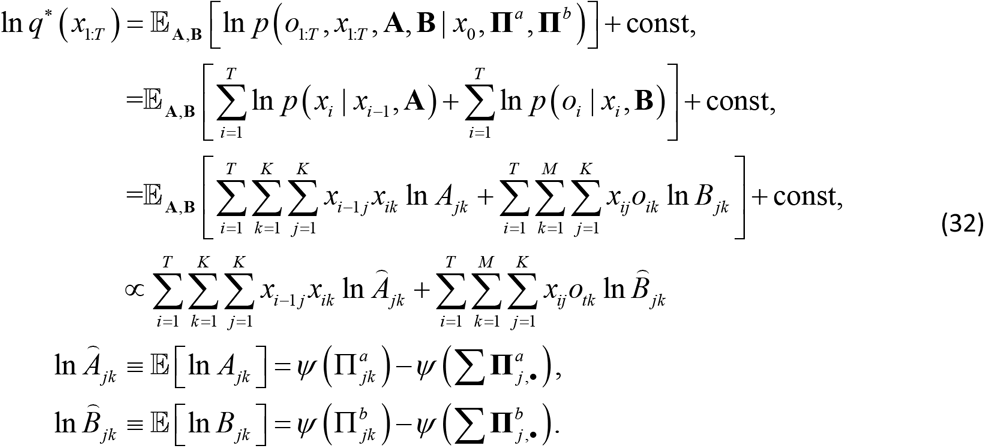 ln q*(x_{1:T}) = 𝔼_{A,B}[ln p(o_{1:T}, x_{1:T}, A, B | x_0, Π^a, Π^b)] + const,
=𝔼_{A,B}[∑_{i=1}^{T} ln p(x_i | x_{i−1}, A) + ∑_{i=1}^{T} ln p(o_i | x_i, B)] + const,
=𝔼_{A,B}[∑_{i=1}^{T} ∑_{k=1}^{K} ∑_{j=1}^{K} x_{i−1j} x_{ik} ln A_{jk} + ∑_{i=1}^{T} ∑_{k=1}^{M} ∑_{j=1}^{K} x_{ij} o_{ik} ln B_{jk}] + const,
(32)
∝ ∑_{i=1}^{T} ∑_{k=1}^{K} ∑_{j=1}^{K} x_{i−1j} x_{ik} ln Â_{jk} + ∑_{i=1}^{T} ∑_{k=1}^{M} ∑_{j=1}^{K} x_{ij} o_{tk} ln B̂_{jk}
ln Â_{jk} ≡ 𝔼[ln A_{jk}] = ψ(Π^a_{jk}) − ψ(∑ Π^a_{j,•}),
ln B̂_{jk} ≡ 𝔼[ln B_{jk}] = ψ(Π^b_{jk}) − ψ(∑ Π^b_{j,•}).